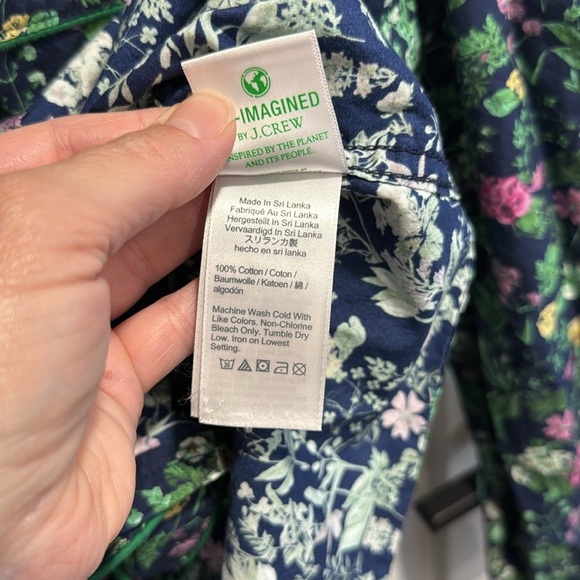 -IMAGINED
BY J.CREW
INSPIRED BY THE PLANET
AND ITS PEOPLE.
Made In Sri Lanka
Fabriqué Au Sri Lanka
Hergestellt In Sri Lanka
Vervaardigd In Sri Lanka
スリランカ製
hecho en sri lanka
100% Cotton / Coton /
Baumwolle / Katoen / 綿 /
algodón
Machine Wash Cold With
Like Colors. Non-Chlorine
Bleach Only. Tumble Dry
Low. Iron on Lowest
Setting.